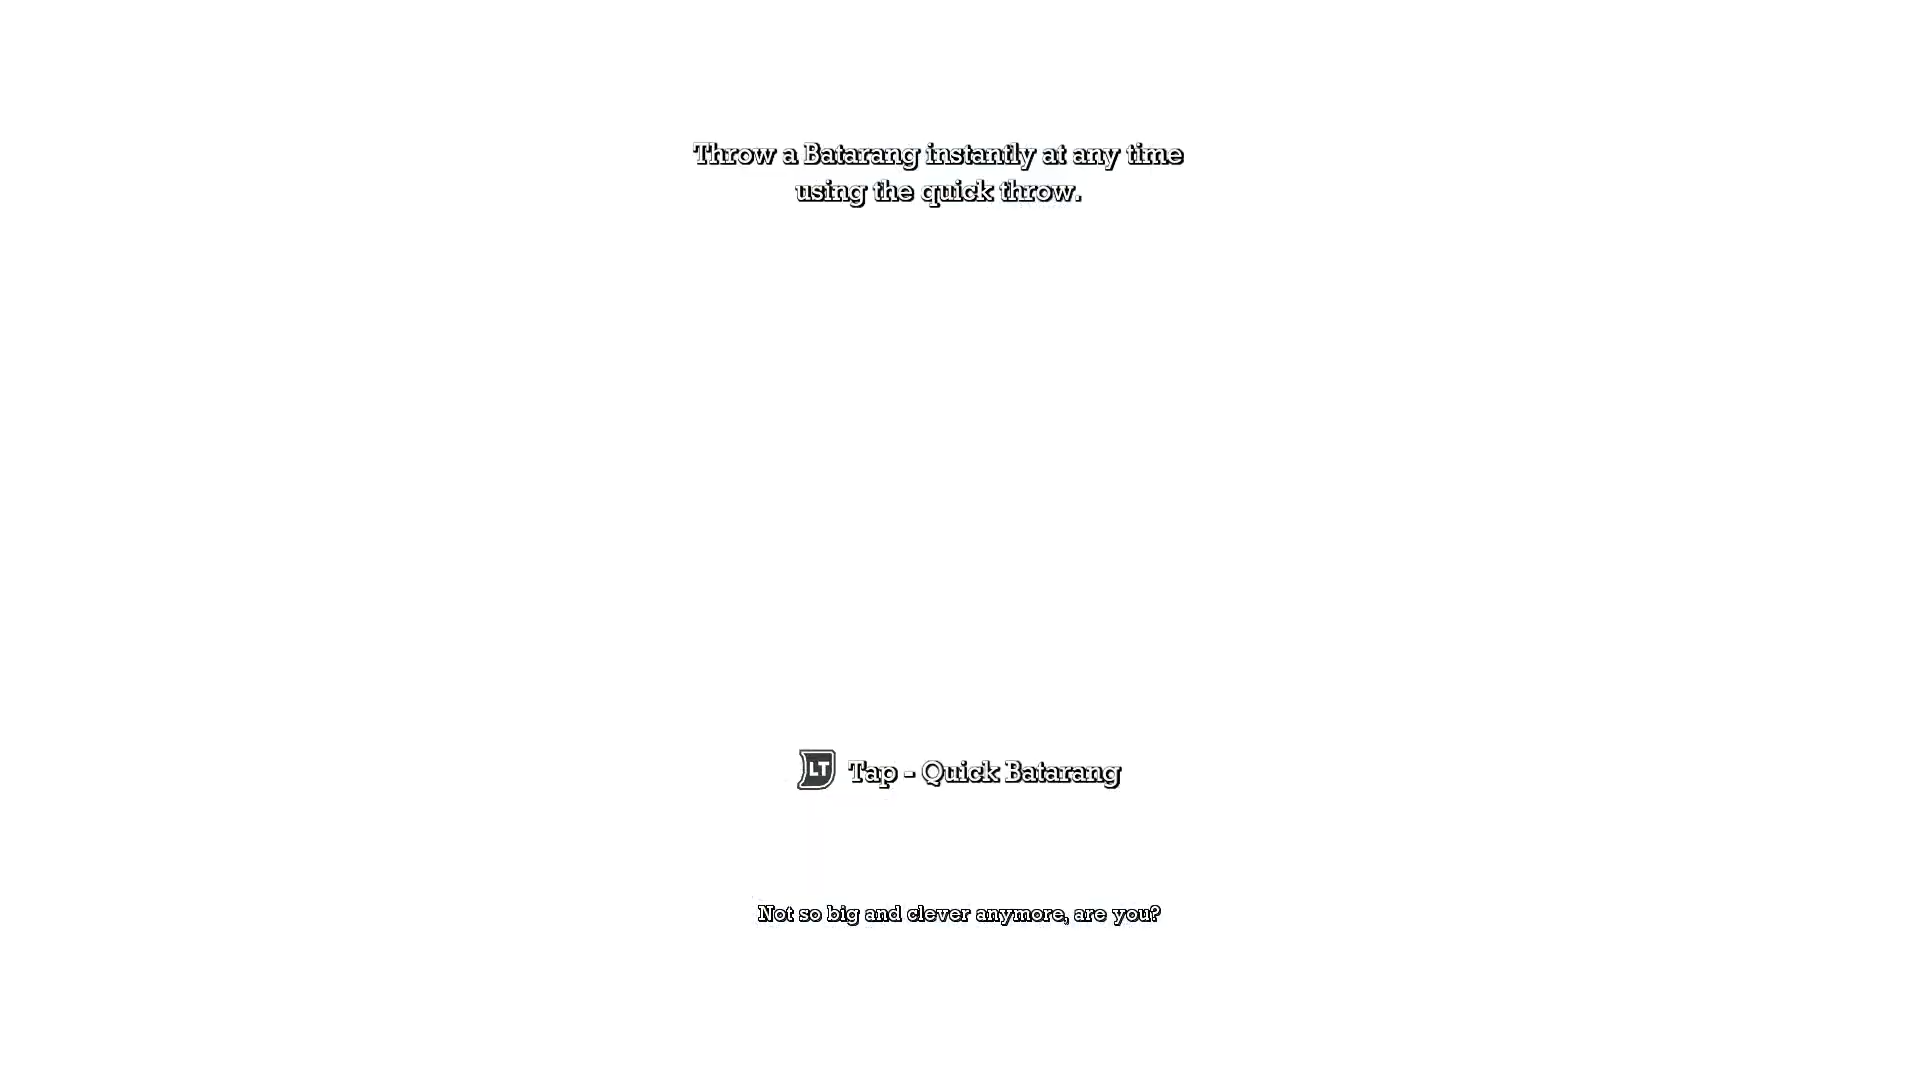 Throw a Batarang instantly at any time
using the quick throw.
LT Tap - Quick Batarang
Not so big and clever anymore, are you?